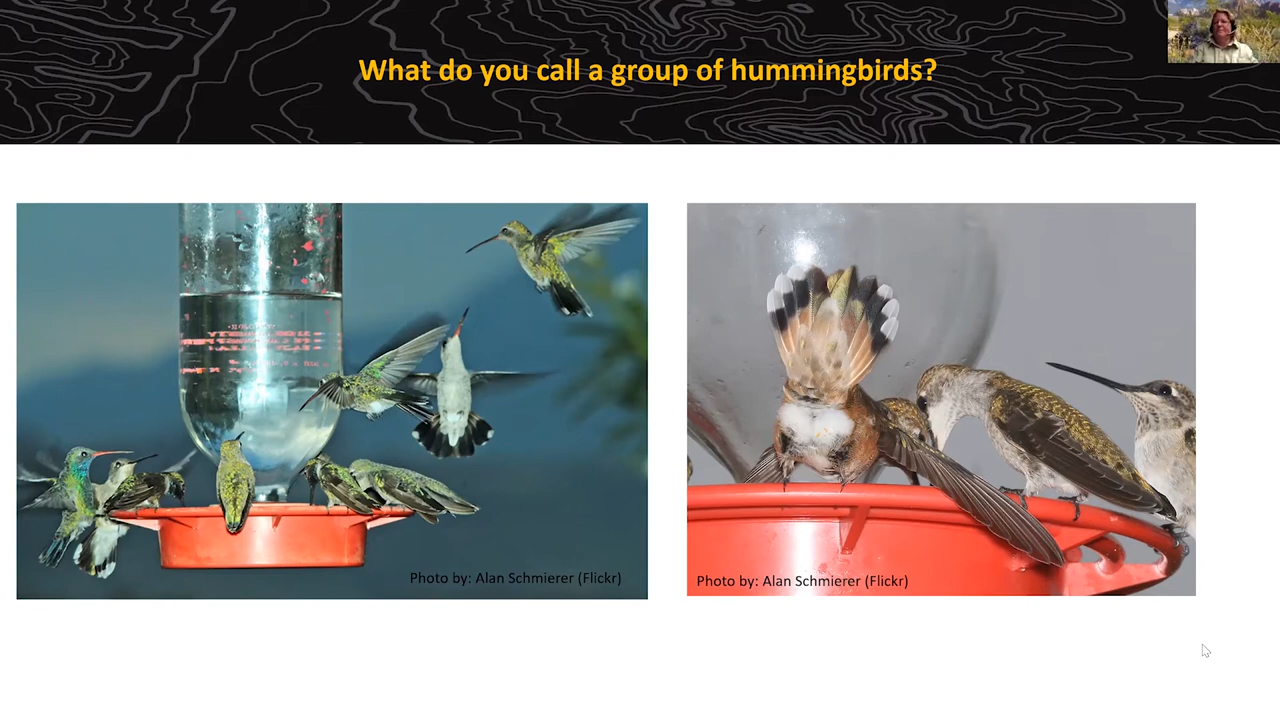 What do you call a group of hummingbirds?
Photo by: Alan Schmierer (Flickr)
Photo by: Alan Schmierer (Flickr)